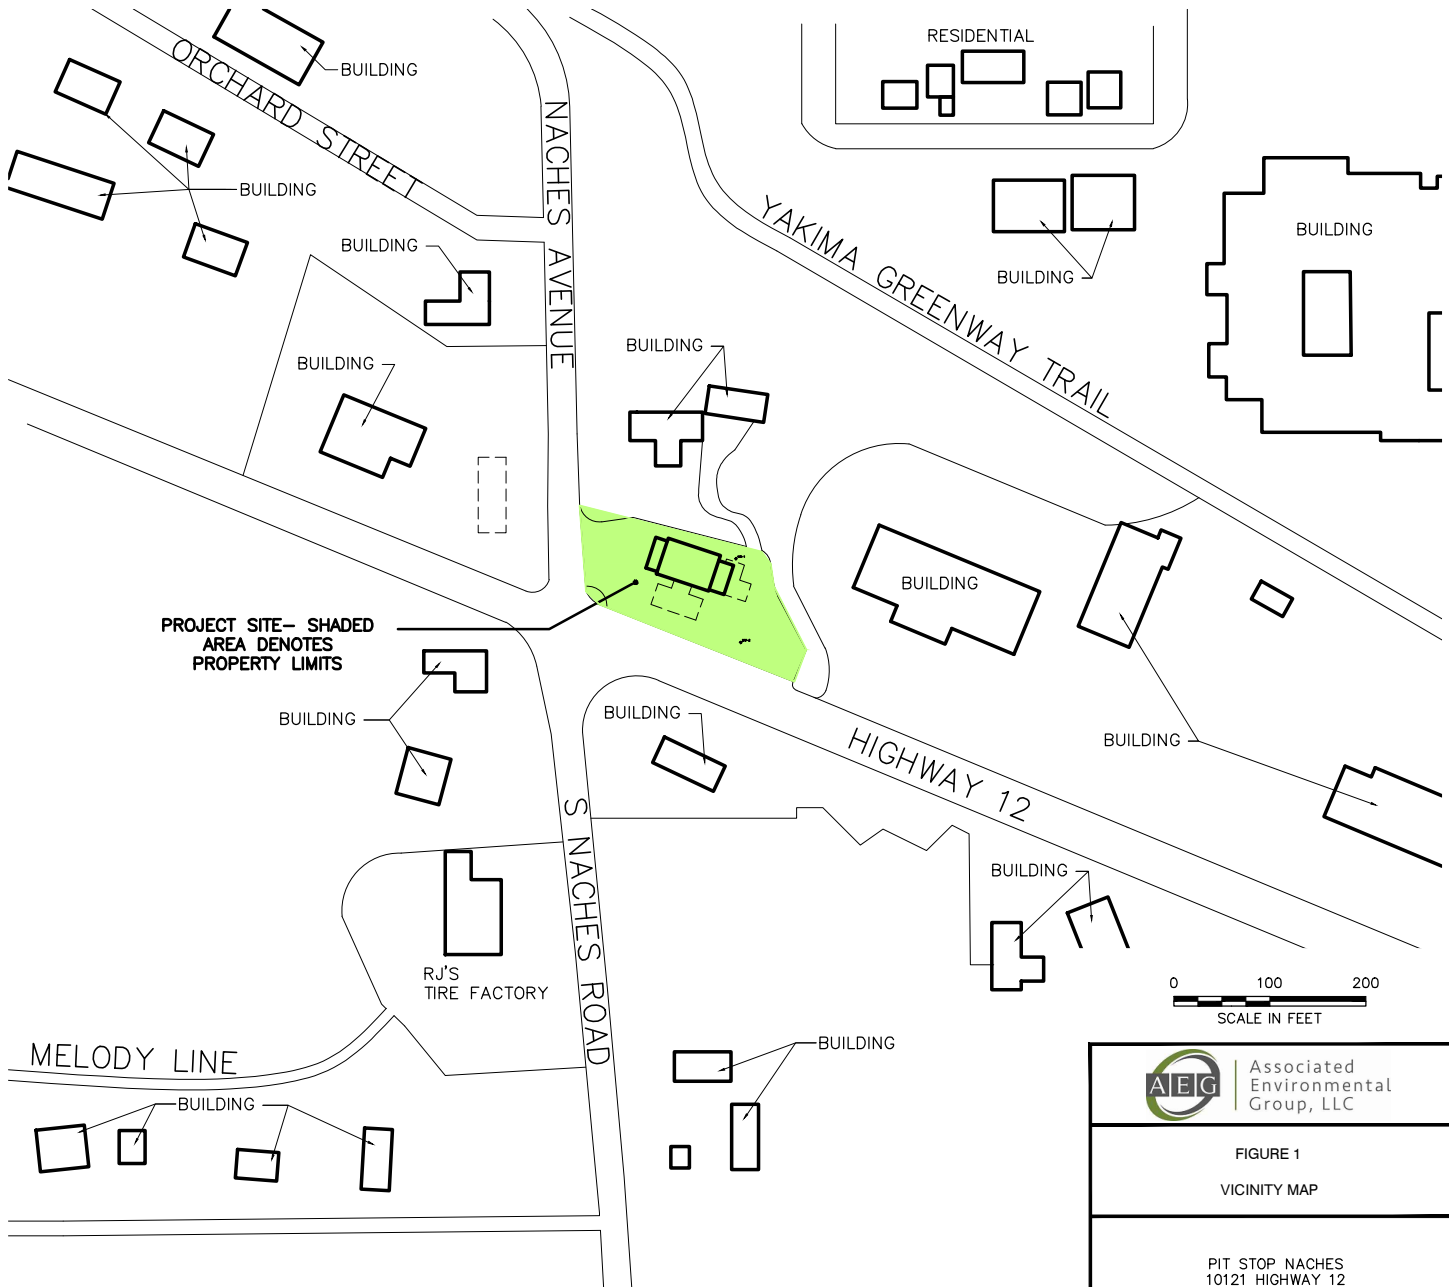 RESIDENTIAL
ORCHARD STREET
BUILDING
NACHES AVENUE
BUILDING
YAKIMA GREENWAY TRAIL
BUILDING
BUILDING
BUILDING
BUILDING
BUILDING
BUILDING
PROJECT SITE– SHADED
AREA DENOTES
PROPERTY LIMITS
BUILDING
BUILDING
HIGHWAY 12
BUILDING
S NACHES ROAD
BUILDING
RJ'S
TIRE FACTORY
0 100 200
SCALE IN FEET
MELODY LINE
BUILDING
BUILDING
AEG
Associated
Environmental
Group, LLC
FIGURE 1
VICINITY MAP
PIT STOP NACHES
10121 HIGHWAY 12